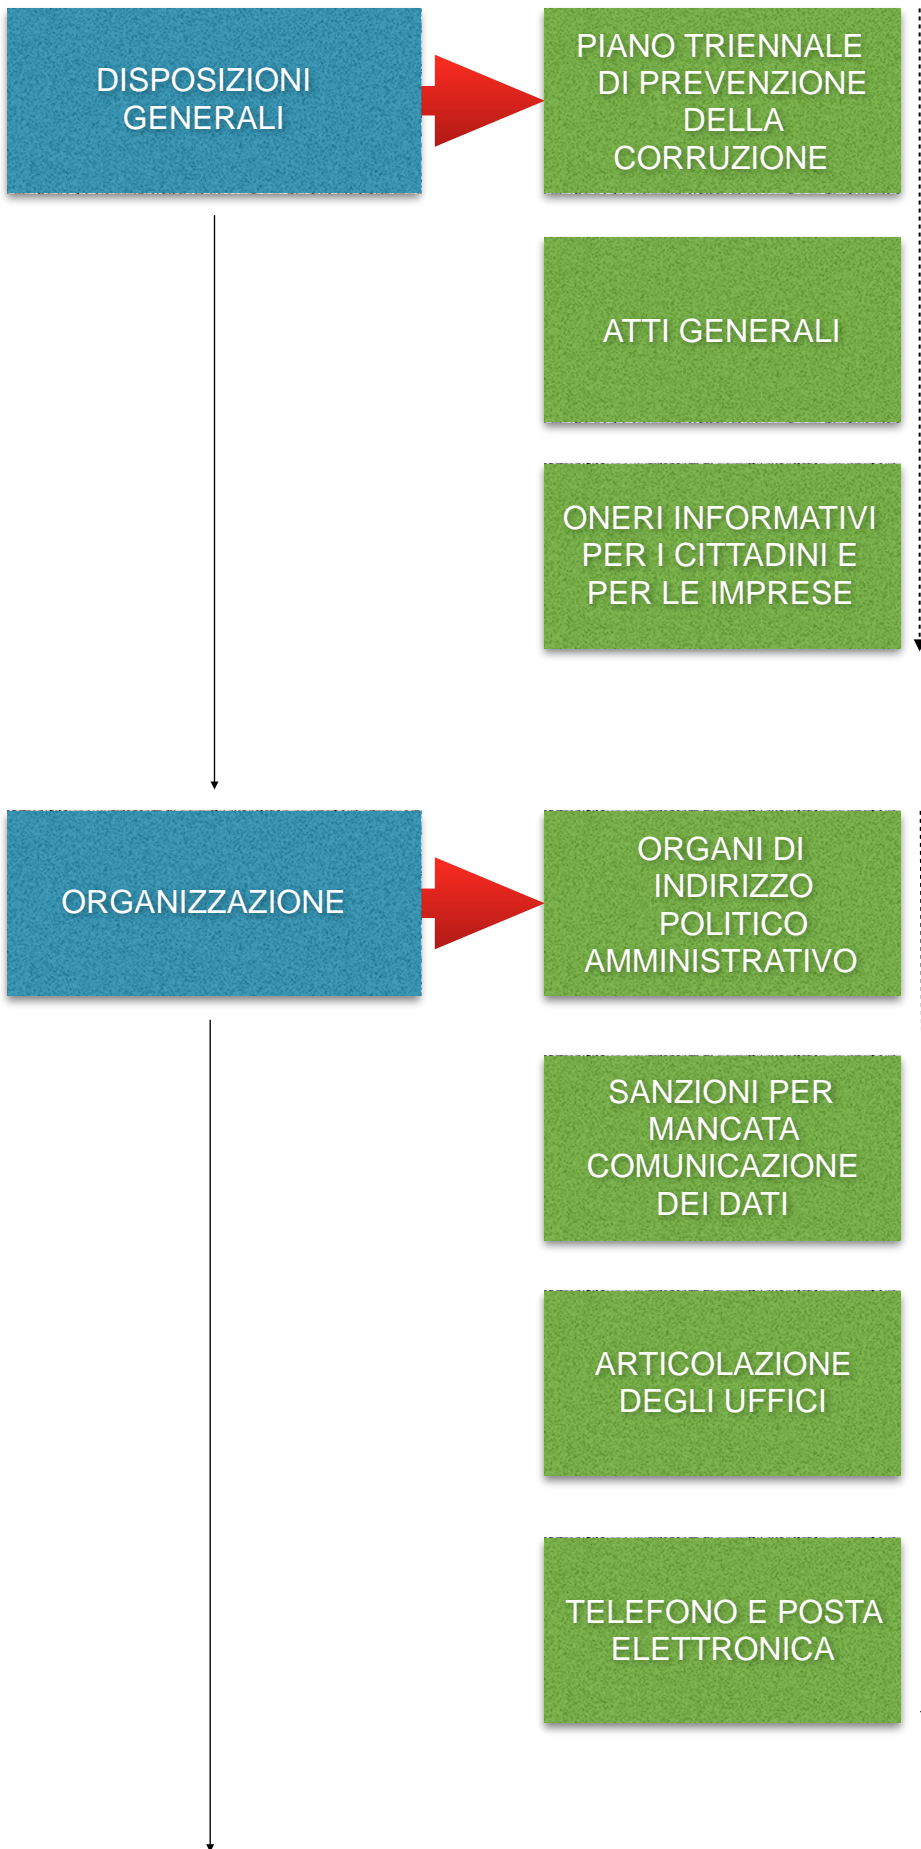 DISPOSIZIONI
GENERALI
PIANO TRIENNALE
DI PREVENZIONE
DELLA
CORRUZIONE
ATTI GENERALI
ONERI INFORMATIVI
PER I CITTADINI E
PER LE IMPRESE
ORGANIZZAZIONE
ORGANI DI
INDIRIZZO
POLITICO
AMMINISTRATIVO
SANZIONI PER
MANCATA
COMUNICAZIONE
DEI DATI
ARTICOLAZIONE
DEGLI UFFICI
TELEFONO E POSTA
ELETTRONICA